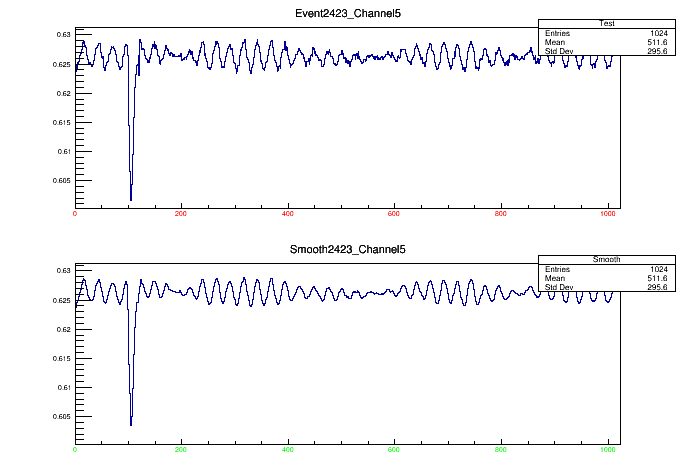 Event2423_Channel5
Test
Entries 1024
Mean 511.6
Std Dev 295.6
0.63
0.625
0.62
0.615
0.61
0.605
0 200 400 600 800 1000
Smooth2423_Channel5
Smooth
Entries 1024
Mean 511.6
Std Dev 295.6
0.63
0.625
0.62
0.615
0.61
0.605
0 200 400 600 800 1000